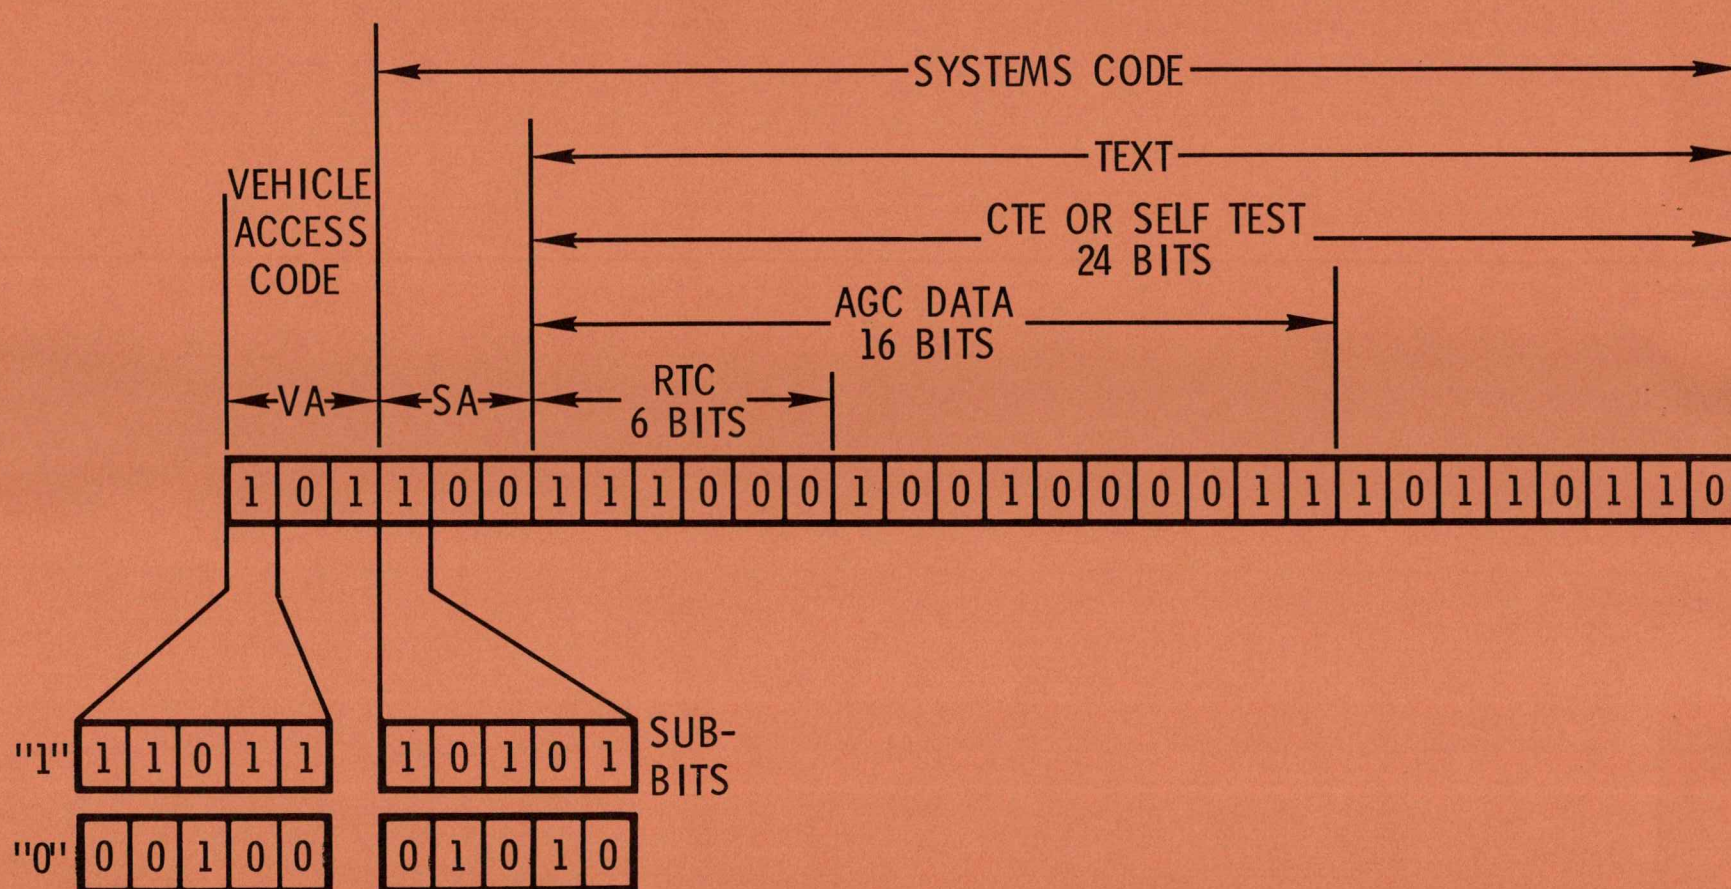 SYSTEMS CODE
TEXT
VEHICLE
ACCESS
CODE
CTE OR SELF TEST
24 BITS
AGC DATA
16 BITS
VA
SA
RTC
6 BITS
1 0 1 1 0 0 1 1 1 0 0 0 1 0 0 1 0 0 0 0 1 1 1 0 1 1 0 1 1 0
"1" 1 1 0 1 1 1 0 1 0 1
SUB-
BITS
"0" 0 0 1 0 0 0 1 0 1 0